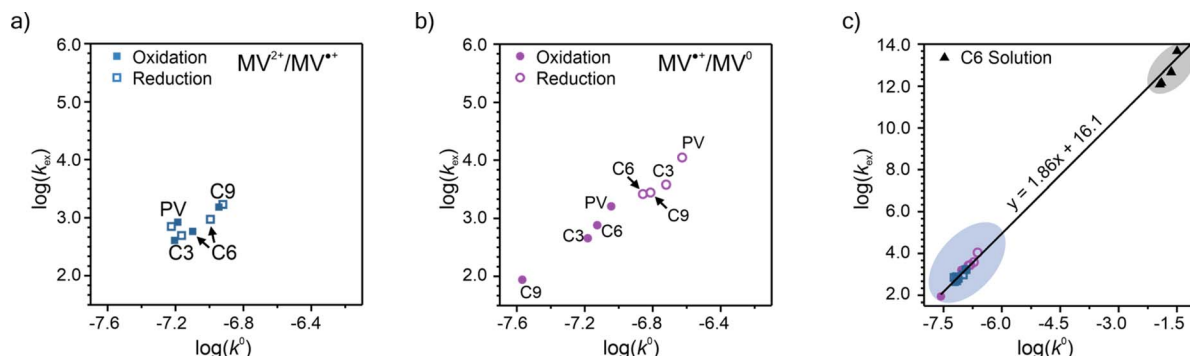 a)
6.0
5.0
4.0
3.0
2.0
log(kex)
Oxidation
Reduction
MV2+/MV•+
C9
PV
C3
C6
-7.6
-7.2
-6.8
-6.4
log(k0)
b)
6.0
5.0
4.0
3.0
2.0
log(kex)
Oxidation
Reduction
MV•+/MV0
PV
C6
C3
C9
PV
C3
C6
C9
-7.6
-7.2
-6.8
-6.4
log(k0)
c)
14.0
12.0
10.0
8.0
6.0
4.0
2.0
log(kex)
C6 Solution
y = 1.86x + 16.1
-7.5
-6.0
-4.5
-3.0
-1.5
log(k0)